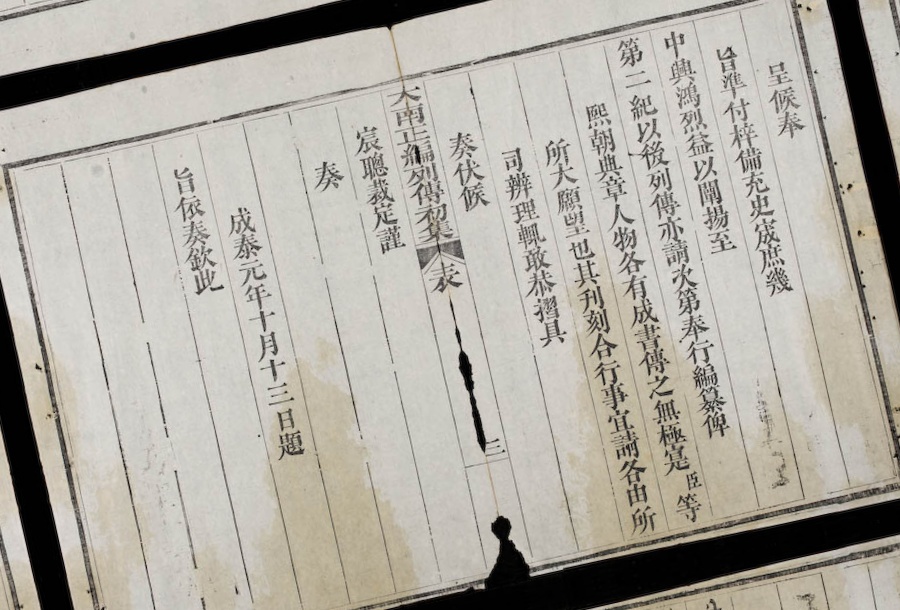 呈候奉
旨準付梓備充史宬庶幾
中興鴻烈益以闡揚至
第二紀以後列傳亦請次第奉行編纂俾
熙朝典章人物各有成書傳之無極寔臣等
所大願望也其刊刻合行事宜請各由所
司辨理輒敢恭摺具
奏伏候
大南正編列傳初集 表 三
宸聰裁定謹
奏
成泰元年十月十三日題
旨依奏欽此